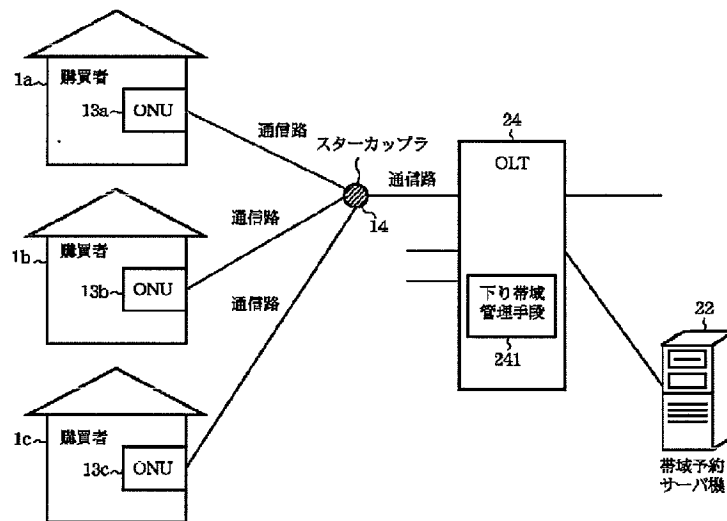 1a
購買者
13a
ONU
通信路
スターカップラ
通信路
14
24
OLT
1b
購買者
13b
ONU
通信路
通信路
下り帯域
管理手段
241
22
帯域予約
サーバ機
1c
購買者
13c
ONU